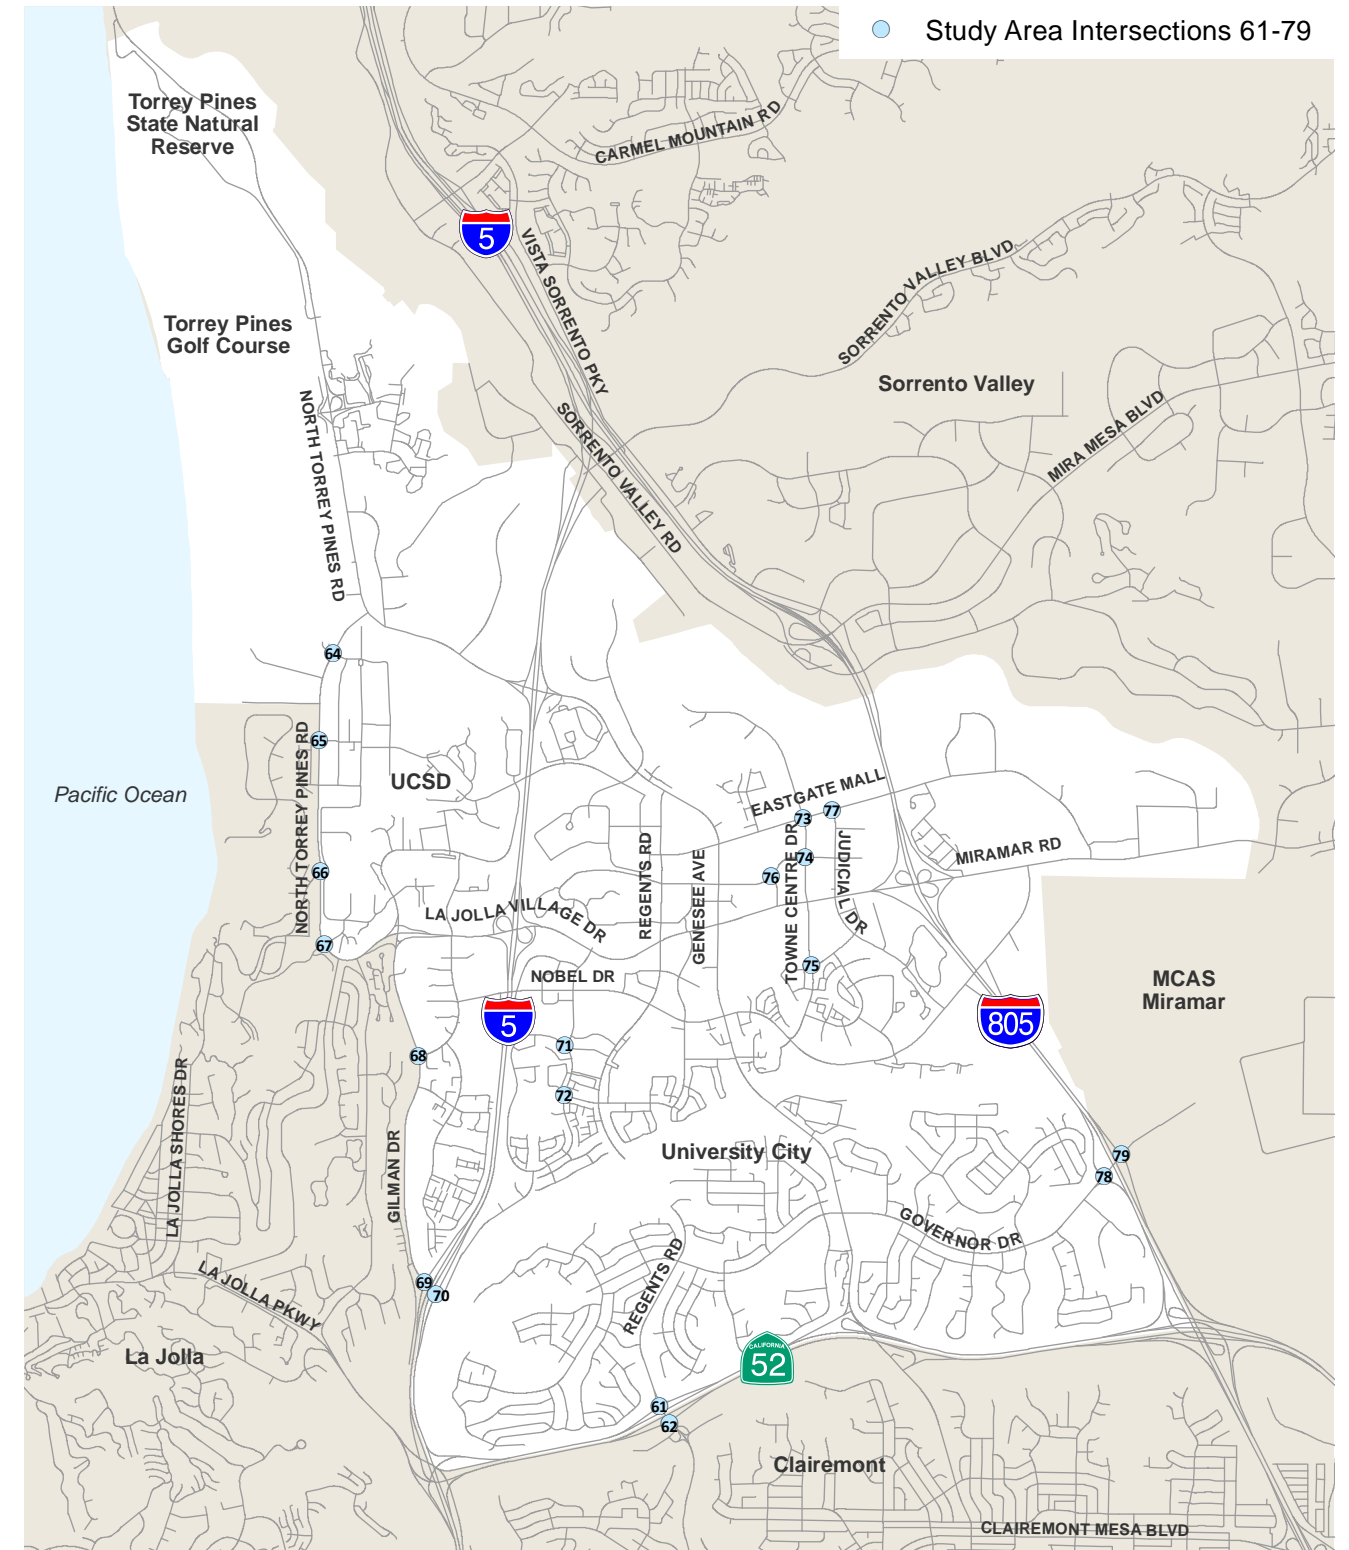 Study Area Intersections 61-79
Torrey Pines
State Natural
Reserve
CARMEL MOUNTAIN RD
5
VISTA SORRENTO PKY
SORRENTO VALLEY BLVD
Torrey Pines
Golf Course
Sorrento Valley
NORTH TORREY PINES RD
SORRENTO VALLEY RD
MIRA MESA BLVD
64
65
NORTH TORREY PINES RD
UCSD
Pacific Ocean
EASTGATE MALL
73
77
74
76
TOWNE CENTRE DR
JUDICIAL DR
MIRAMAR RD
REGENTS RD
GENESEE AVE
66
LA JOLLA VILLAGE DR
67
75
NOBEL DR
MCAS
Miramar
5
805
68
71
72
LA JOLLA SHORES DR
GILMAN DR
University City
79
78
GOVERNOR DR
REGENTS RD
69
70
LA JOLLA PKWY
La Jolla
CALIFORNIA
52
61
62
Clairemont
CLAIREMONT MESA BLVD